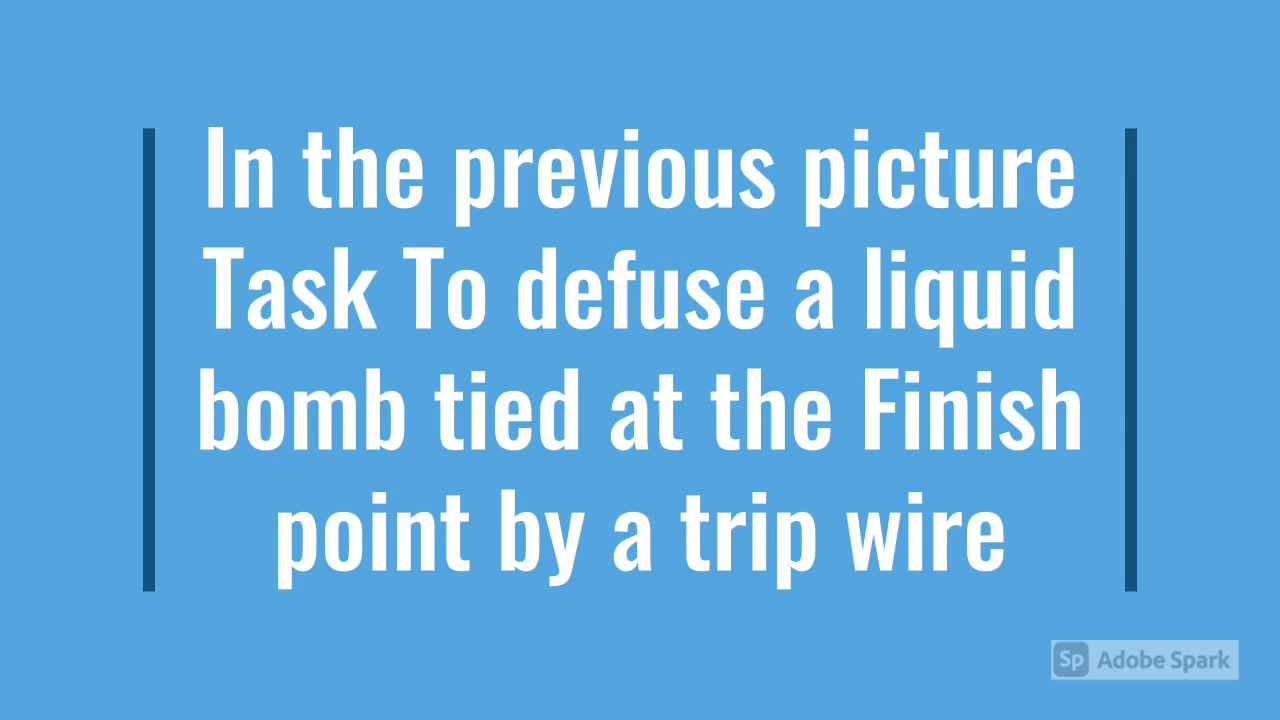 In the previous picture
Task To defuse a liquid
bomb tied at the Finish
point by a trip wire
Sp Adobe Spark